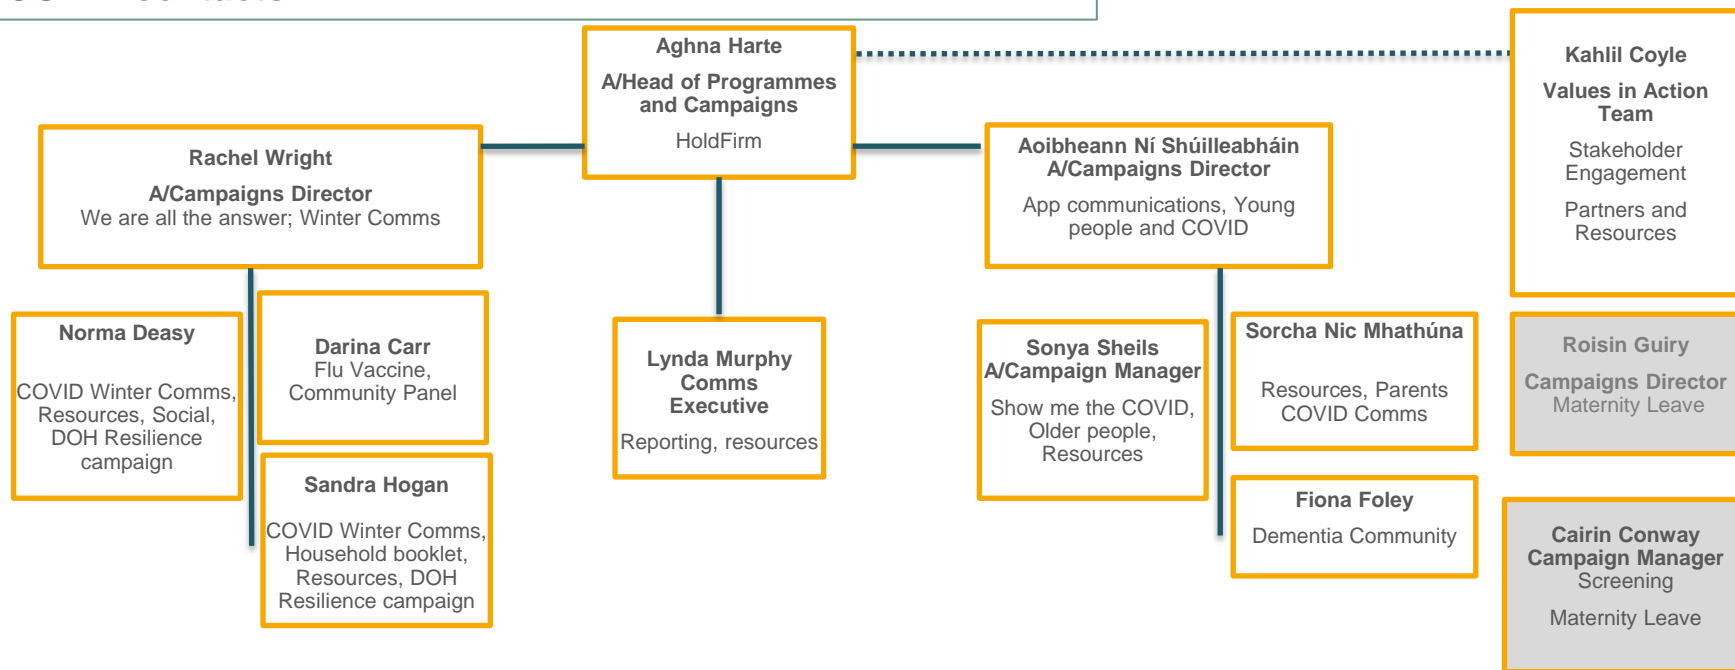 Aghna Harte
A/Head of Programmes
and Campaigns
HoldFirm
Kahlil Coyle
Values in Action
Team
Stakeholder
Engagement
Partners and
Resources
Rachel Wright
A/Campaigns Director
We are all the answer; Winter Comms
Aoibheann Ní Shúilleabháin
A/Campaigns Director
App communications, Young
people and COVID
Norma Deasy
COVID Winter Comms,
Resources, Social,
DOH Resilience
campaign
Darina Carr
Flu Vaccine,
Community Panel
Sandra Hogan
COVID Winter Comms,
Household booklet,
Resources, DOH
Resilience campaign
Lynda Murphy
Comms
Executive
Reporting, resources
Sonya Sheils
A/Campaign Manager
Show me the COVID,
Older people,
Resources
Sorcha Nic Mhathúna
Resources, Parents
COVID Comms
Fiona Foley
Dementia Community
Roisin Guiry
Campaigns Director
Maternity Leave
Cairin Conway
Campaign Manager
Screening
Maternity Leave